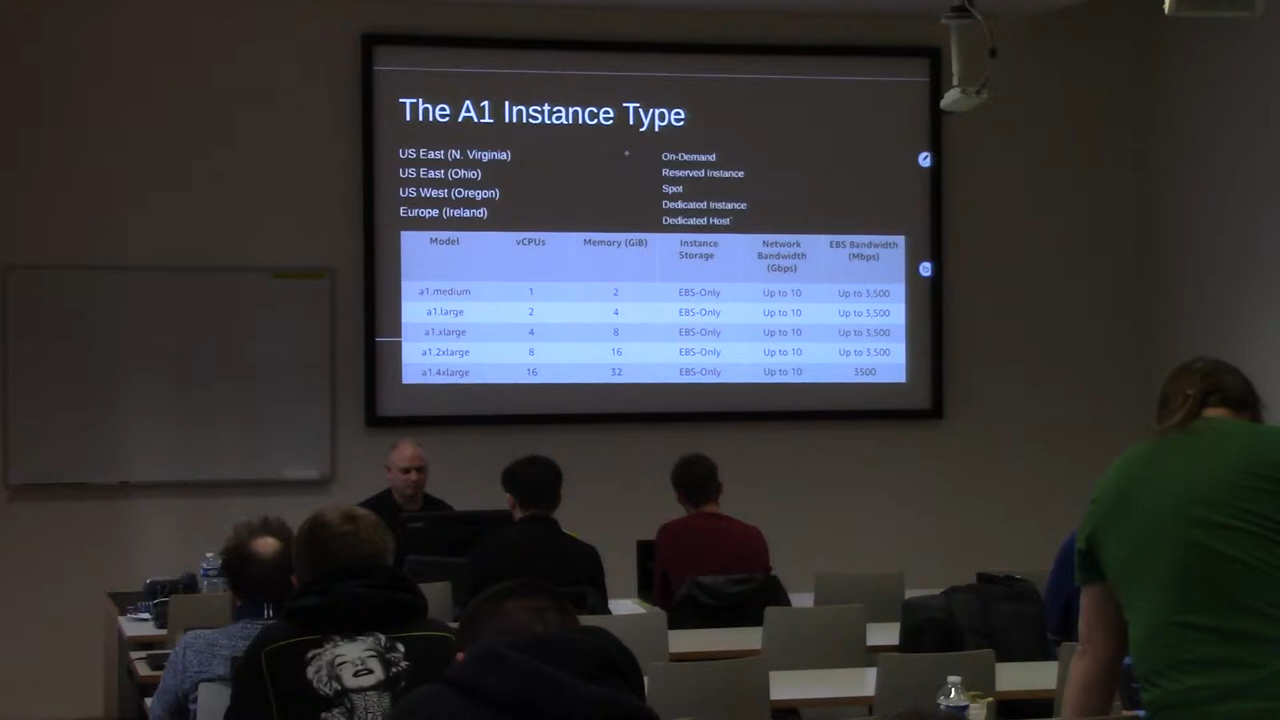 The A1 Instance Type
US East (N. Virginia)
US East (Ohio)
US West (Oregon)
Europe (Ireland)
On-Demand
Reserved Instance
Spot
Dedicated Instance
Dedicated Host`
Model vCPUs Memory (GiB) Instance Storage Network Bandwidth (Gbps) EBS Bandwidth (Mbps)
a1.medium 1 2 EBS-Only Up to 10 Up to 3,500
a1.large 2 4 EBS-Only Up to 10 Up to 3,500
a1.xlarge 4 8 EBS-Only Up to 10 Up to 3,500
a1.2xlarge 8 16 EBS-Only Up to 10 Up to 3,500
a1.4xlarge 16 32 EBS-Only Up to 10 3500